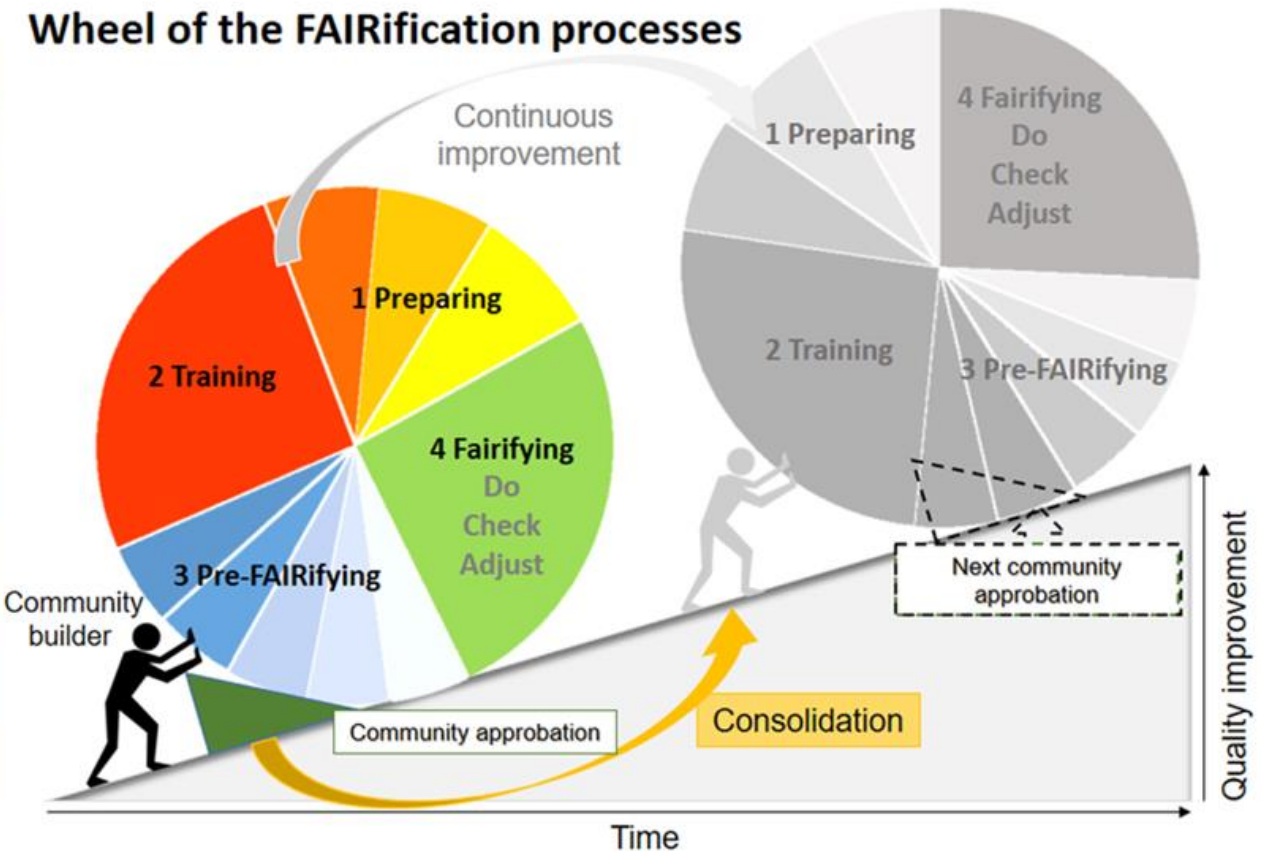 Wheel of the FAIRification processes
Continuous
improvement
1 Preparing
2 Training
3 Pre-FAIRifying
4 Fairifying
Do
Check
Adjust
1 Preparing
2 Training
3 Pre-FAIRifying
4 Fairifying
Do
Check
Adjust
Community
builder
Community approbation
Consolidation
Next community
approbation
Quality improvement
Time